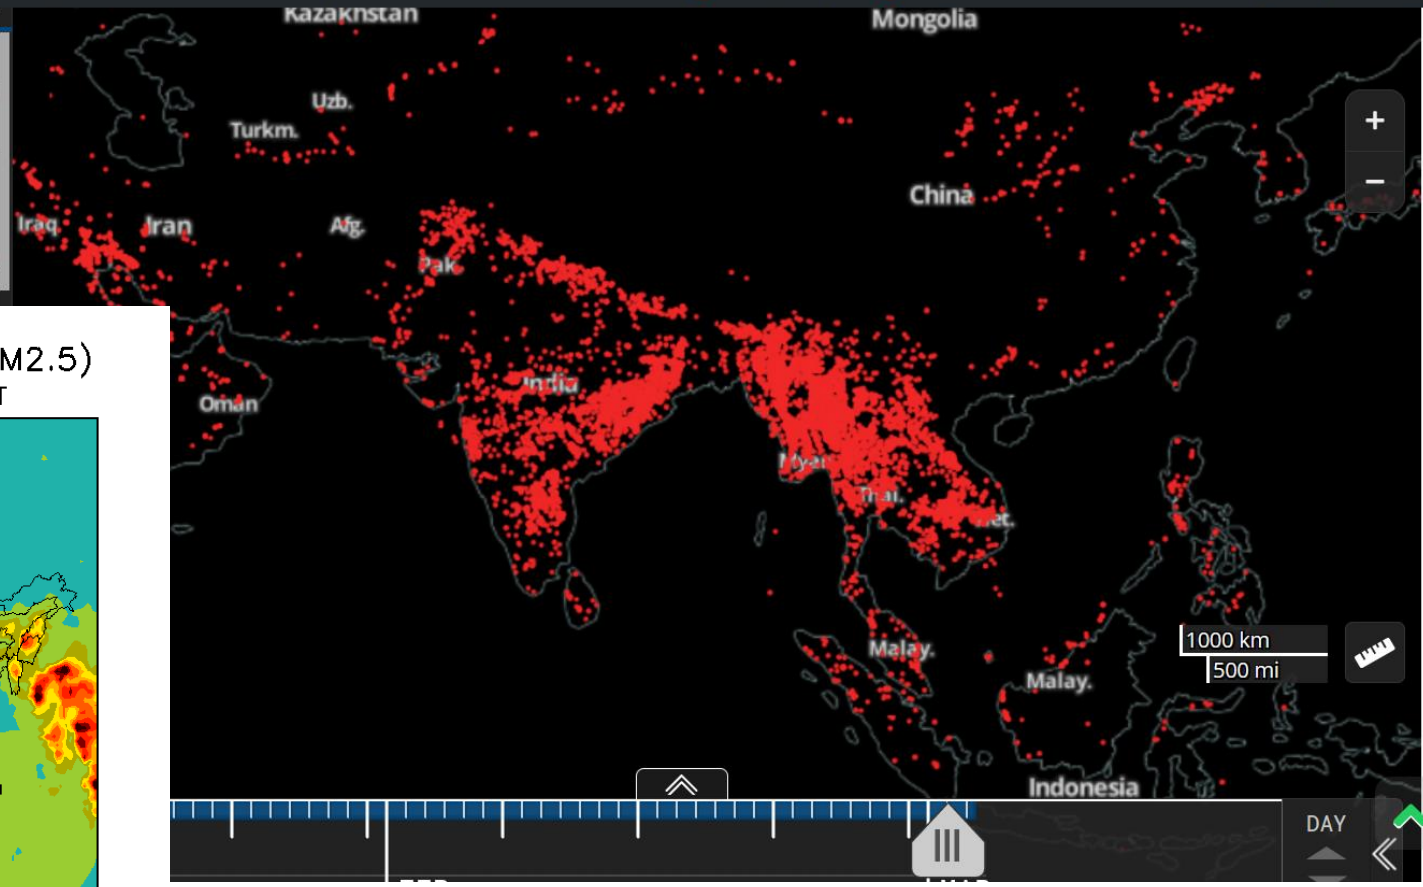 Kazakhstan
Mongolia
Uzb.
Turkm.
China
Iraq
Iran
Afg.
Pak.
M2.5)
T
India
Oman
Myan
Thai.
iet.
Malay.
1000 km
500 mi
Malay.
Indonesia
DAY